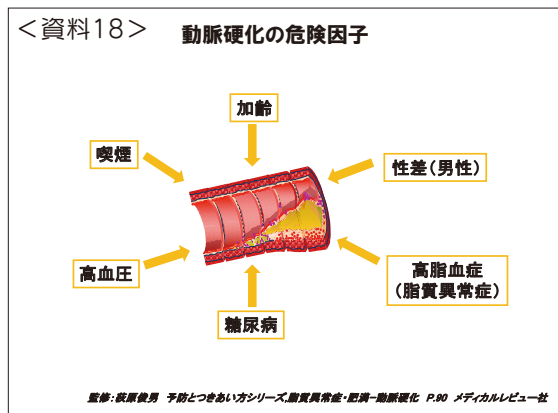 <資料18>
動脈硬化の危険因子
加齢
喫煙
性差(男性)
高血圧
高脂血症
(脂質異常症)
糖尿病
監修:荻原俊男 予防とつきあい方シリーズ,脂質異常症・肥満-動脈硬化 P.90 メディカルレビュー社